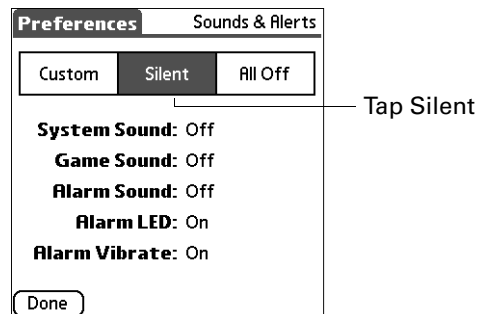 Preferences Sounds & Alerts
Custom Silent All Off
Tap Silent
System Sound: Off
Game Sound: Off
Alarm Sound: Off
Alarm LED: On
Alarm Vibrate: On
Done